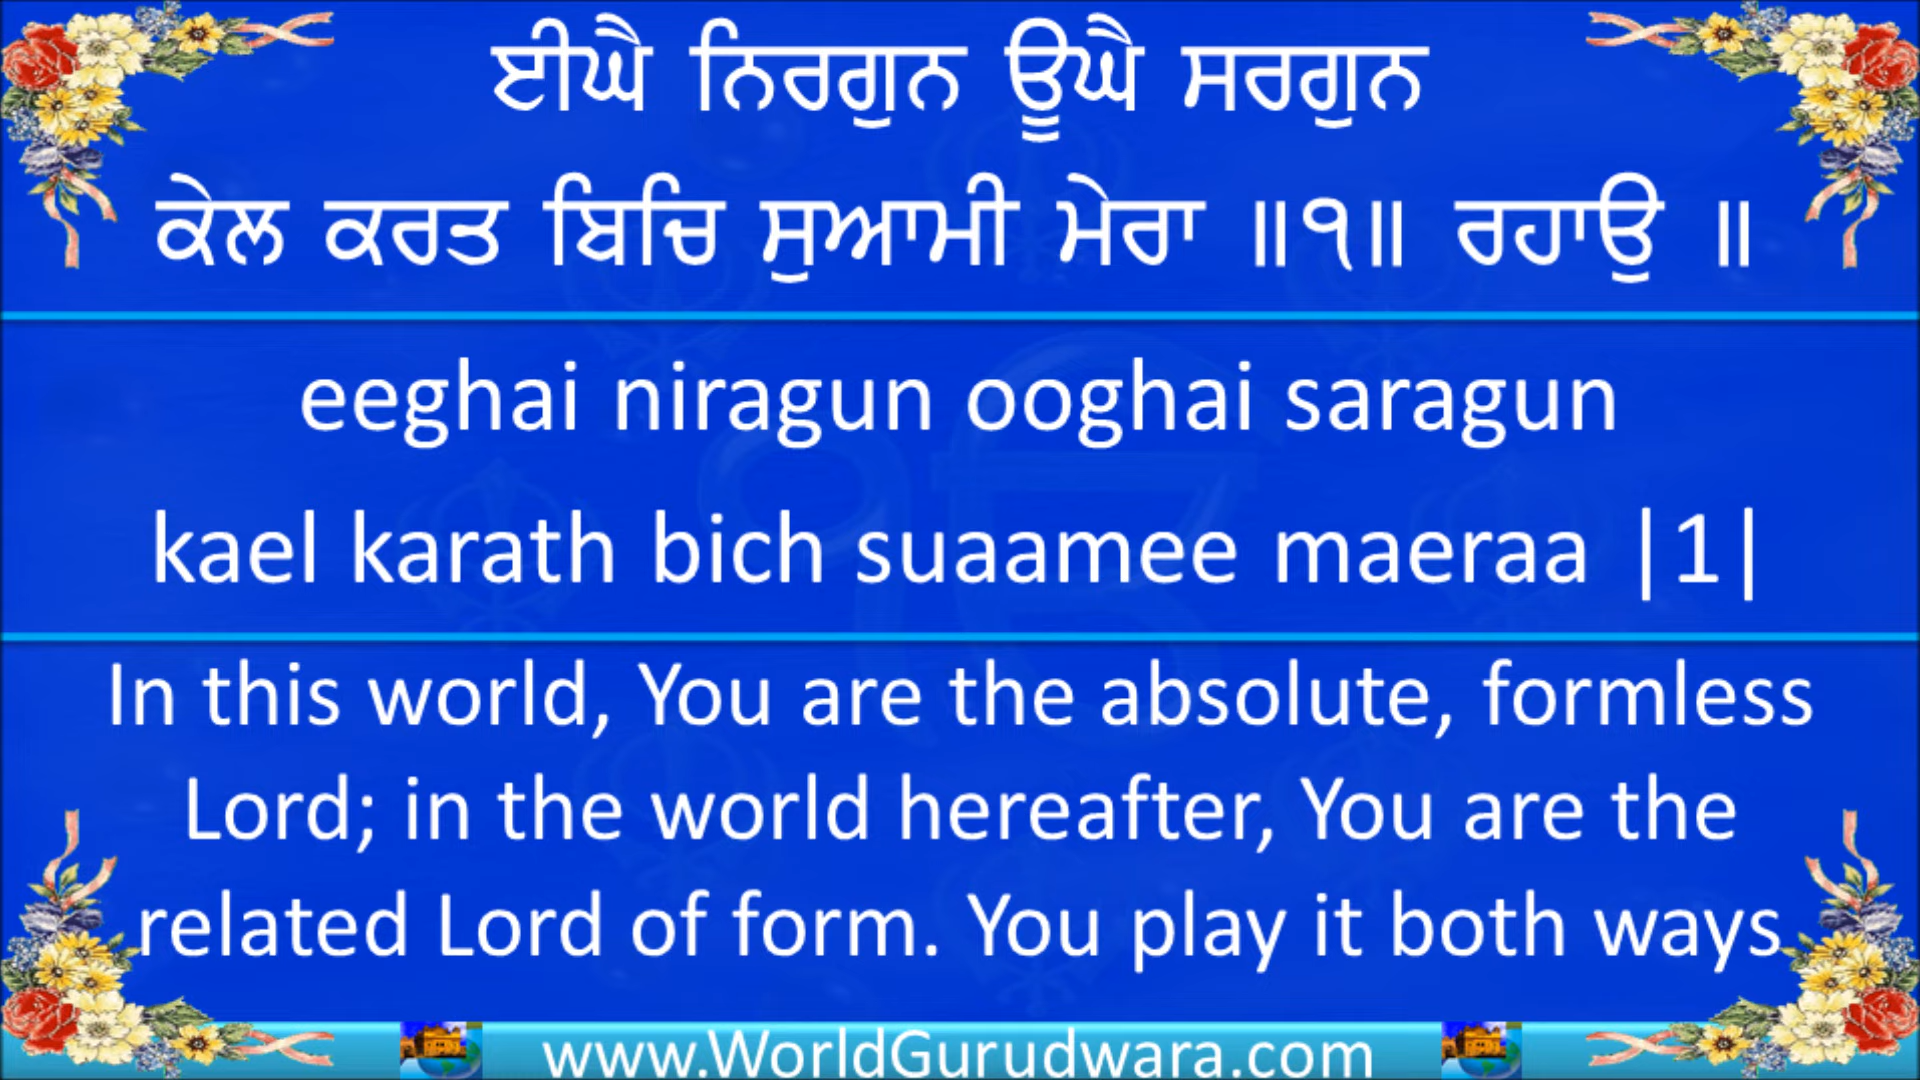 ਈਘੈ ਨਿਰਗੁਨ ਊਘੈ ਸਰਗੁਨ
ਕੇਲ ਕਰਤ ਬਿਚਿ ਸੁਆਮੀ ਮੇਰਾ ॥੧॥ ਰਹਾਉ ॥
eeghai niragun ooghai saragun
kael karath bich suaamee maeraa |1|
In this world, You are the absolute, formless
Lord; in the world hereafter, You are the
related Lord of form. You play it both ways
www.WorldGurudwara.com